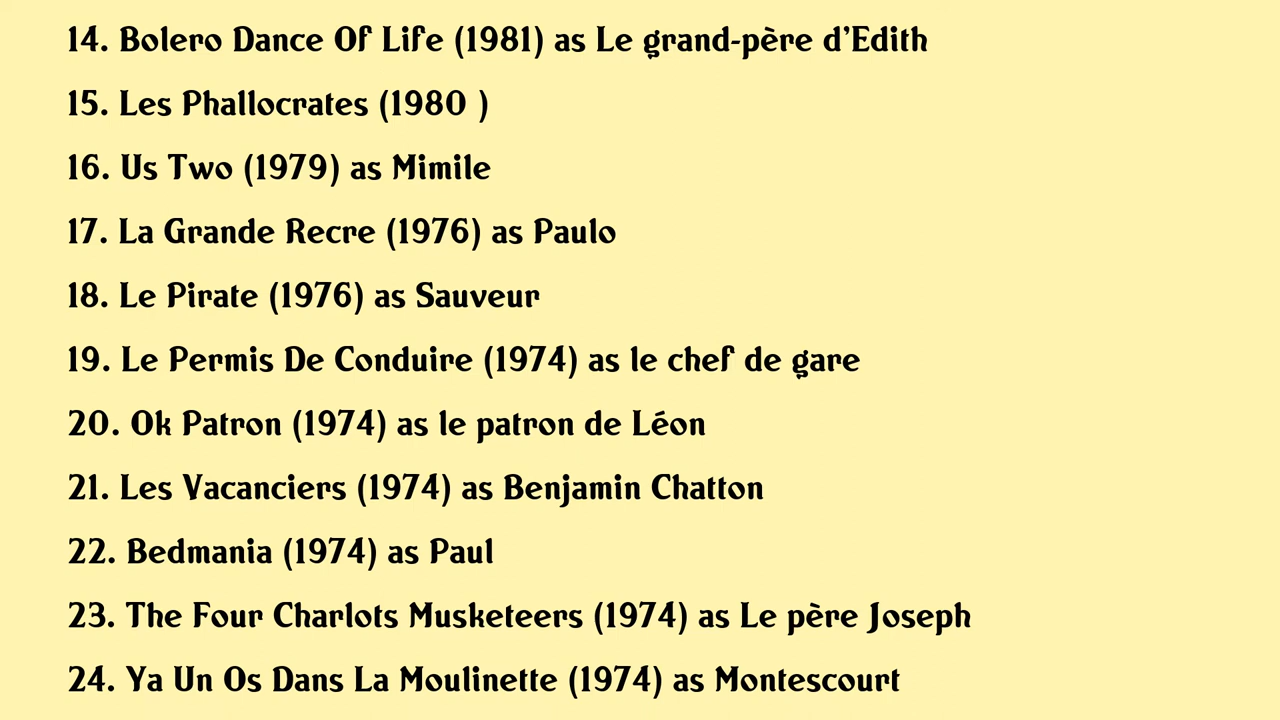 14. Bolero Dance Of Life (1981) as Le grand-père d'Edith
15. Les Phallocrates (1980 )
16. Us Two (1979) as Mimile
17. La Grande Recre (1976) as Paulo
18. Le Pirate (1976) as Sauveur
19. Le Permis De Conduire (1974) as le chef de gare
20. Ok Patron (1974) as le patron de Léon
21. Les Vacanciers (1974) as Benjamin Chatton
22. Bedmania (1974) as Paul
23. The Four Charlots Musketeers (1974) as Le père Joseph
24. Ya Un Os Dans La Moulinette (1974) as Montescourt